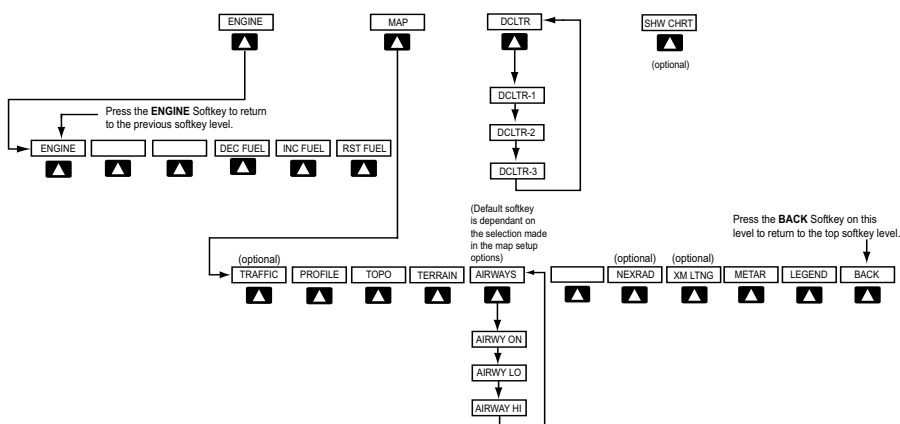 ENGINE
MAP
DCLTR
SHW CHRT
(optional)
DCLTR-1
DCLTR-2
DCLTR-3
Press the ENGINE Softkey to return
to the previous softkey level.
ENGINE
DEC FUEL
INC FUEL
RST FUEL
(Default softkey
is dependant on
the selection made
in the map setup
options)
Press the BACK Softkey on this
level to return to the top softkey level.
(optional)
TRAFFIC
PROFILE
TOPO
TERRAIN
AIRWAYS
(optional)
NEXRAD
(optional)
XM LTNG
METAR
LEGEND
BACK
AIRWY ON
AIRWY LO
AIRWAY HI